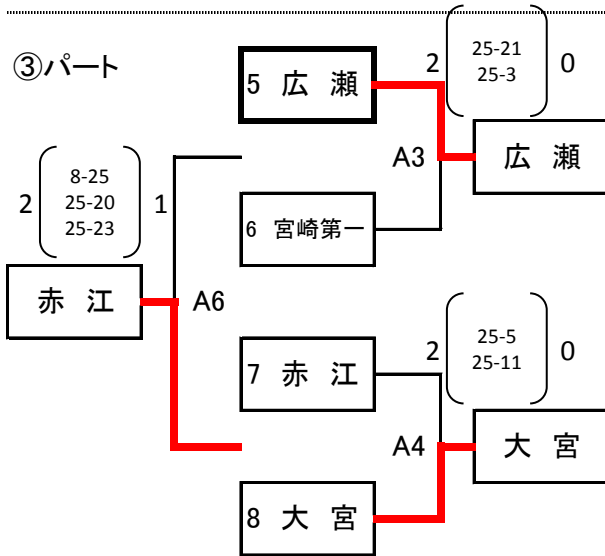 ③パート
5 広 瀬
2 25-21 0
25-3
A3
広 瀬
8-25
2 25-20 1
25-23
6 宮崎第一
赤 江
A6
7 赤 江
2 25-5 0
25-11
A4
大 宮
8 大 宮